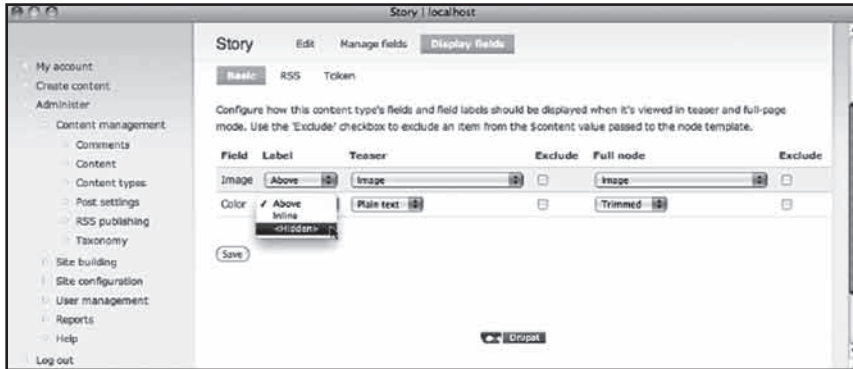 Story | localhost
My account
Create content
Administer
Content management
Comments
Content
Content types
Post settings
RSS publishing
Taxonomy
Site building
Site configuration
User management
Reports
Help
Log out
Story Edit Manage fields Display fields
Basic RSS Token
Configure how this content type's fields and field labels should be displayed when it's viewed in teaser and full-page
mode. Use the 'Exclude' checkbox to exclude an item from the $content value passed to the node template.
Field Label Teaser Exclude Full node Exclude
Image Above Image Image
Color ✓ Above Plain text Trimmed
Inline
<Hidden>
Save
Drupal